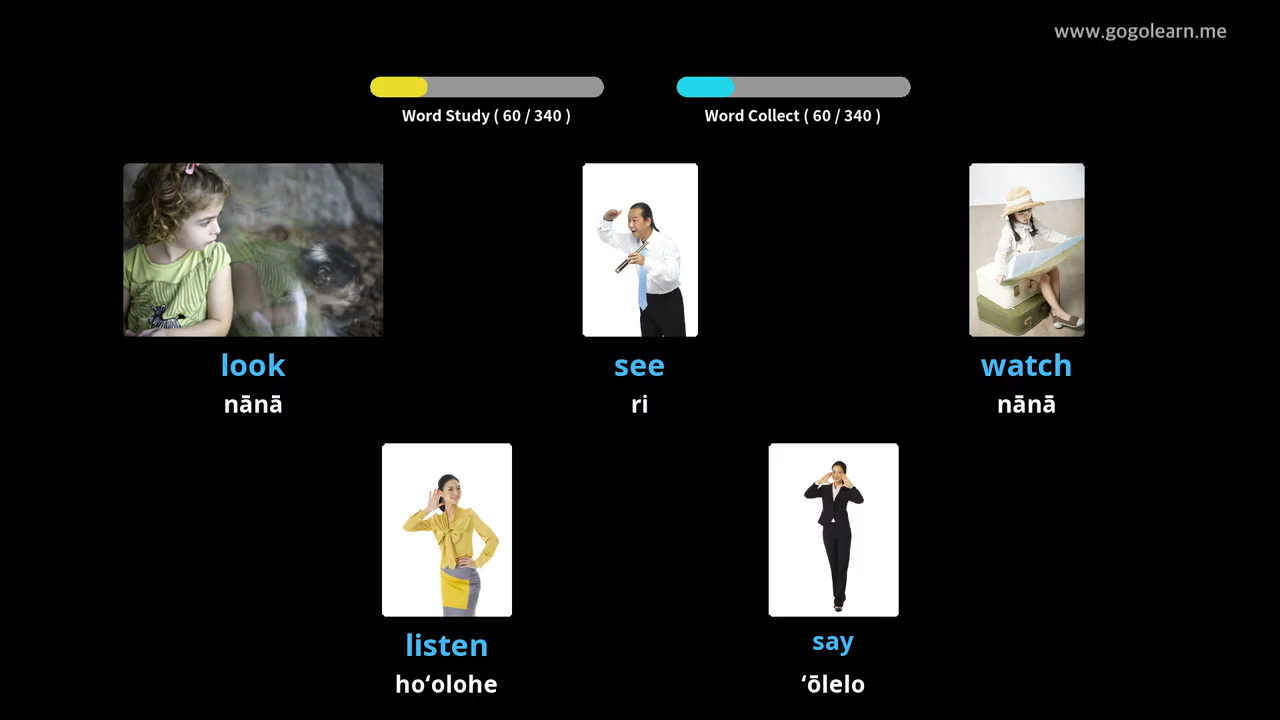 www.gogolearn.me
Word Study ( 60 / 340 )
Word Collect ( 60 / 340 )
look
see
watch
nānā
ri
nānā
listen
say
hoʻolohe
ʻōlelo